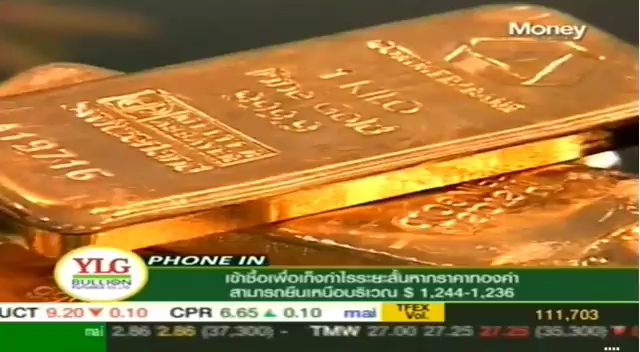 Money
1 KILO
Fine Gold
999.9
A19716
YLG
BULLION
PHONE IN
เข้าซื้อเพื่อเก็งกำไรระยะสั้นหากราคาทองคำ
สามารถยืนเหนือบริเวณ $ 1,244-1,236
UCT 9.20 ▼ 0.10 CPR 6.65 ▲ 0.10 mai TFEX Vol. 111,703
mai 2.86 2.86 (37,300) - TMW 27.00 27.25 27.25 (35,300)